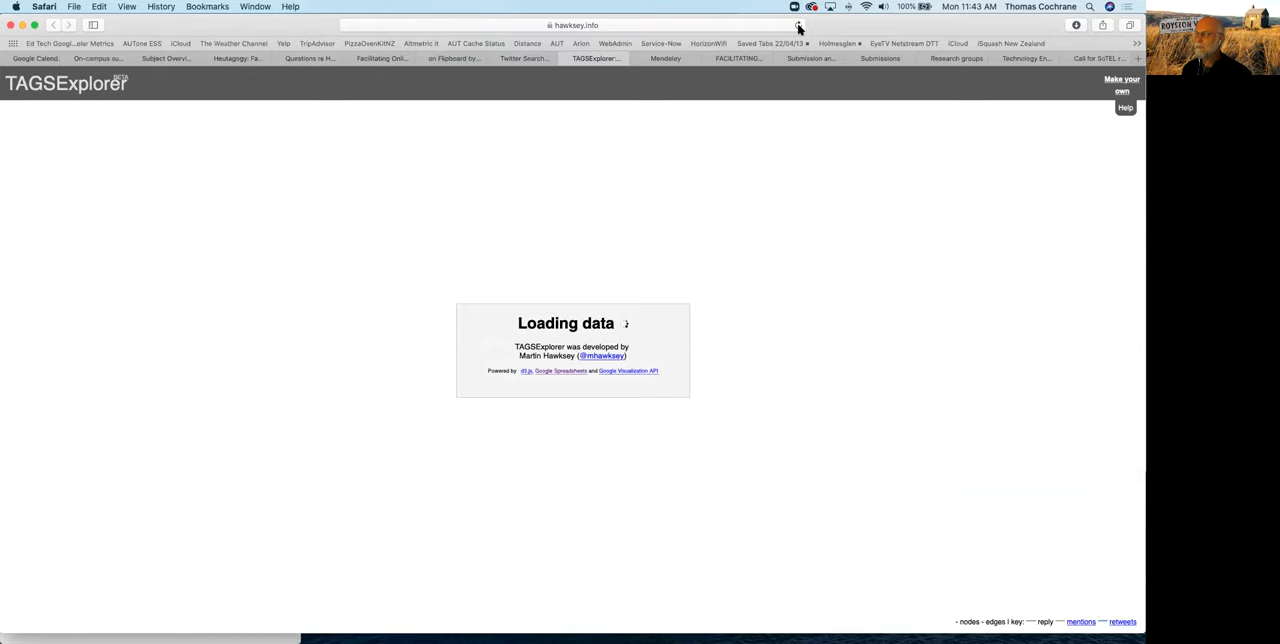 Safari File Edit View History Bookmarks Window Help 100% Mon 11:43 AM Thomas Cochrane
hawksey.info
Ed Tech Googl...olar Metrics AUTone ESS iCloud The Weather Channel Yelp TripAdvisor PizzaOvenKitNZ Altmetric it AUT Cache Status Distance AUT Arion WebAdmin Service-Now HorizonWifi Saved Tabs 22/04/13 Holmesglen EyeTV Netstream DTT iCloud iSquash New Zealand
Google Calend. On-campus su... Subject Overvi... Heutagogy: Fa... Questions re H... Facilitating Onli... on Flipboard by... Twitter Search... TAGSExplorer:... Mendeley FACILITATING... Submission an... Submissions Research groups Technology En... Call for SoTEL r...
TAGSExplorer BETA
Make your
own
Help
Loading data
TAGSExplorer was developed by
Martin Hawksey (@mhawksey)
Powered by d3.js, Google Spreadsheets and Google Visualization API
- nodes - edges | key: reply mentions retweets